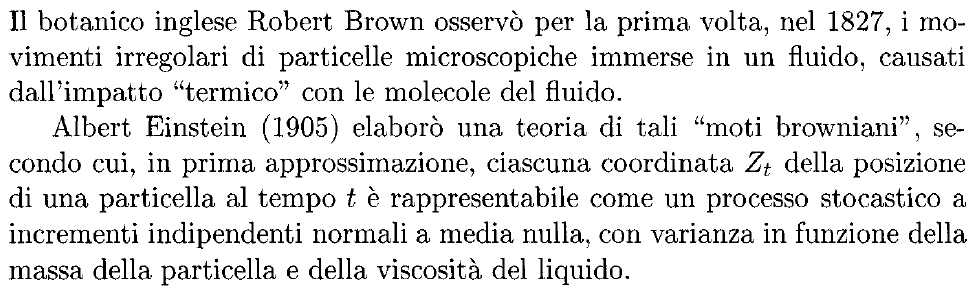 Il botanico inglese Robert Brown osservò per la prima volta, nel 1827, i mo-
vimenti irregolari di particelle microscopiche immerse in un fluido, causati
dall'impatto “termico” con le molecole del fluido.
Albert Einstein (1905) elaborò una teoria di tali “moti browniani”, se-
condo cui, in prima approssimazione, ciascuna coordinata Zₜ della posizione
di una particella al tempo t è rappresentabile come un processo stocastico a
incrementi indipendenti normali a media nulla, con varianza in funzione della
massa della particella e della viscosità del liquido.